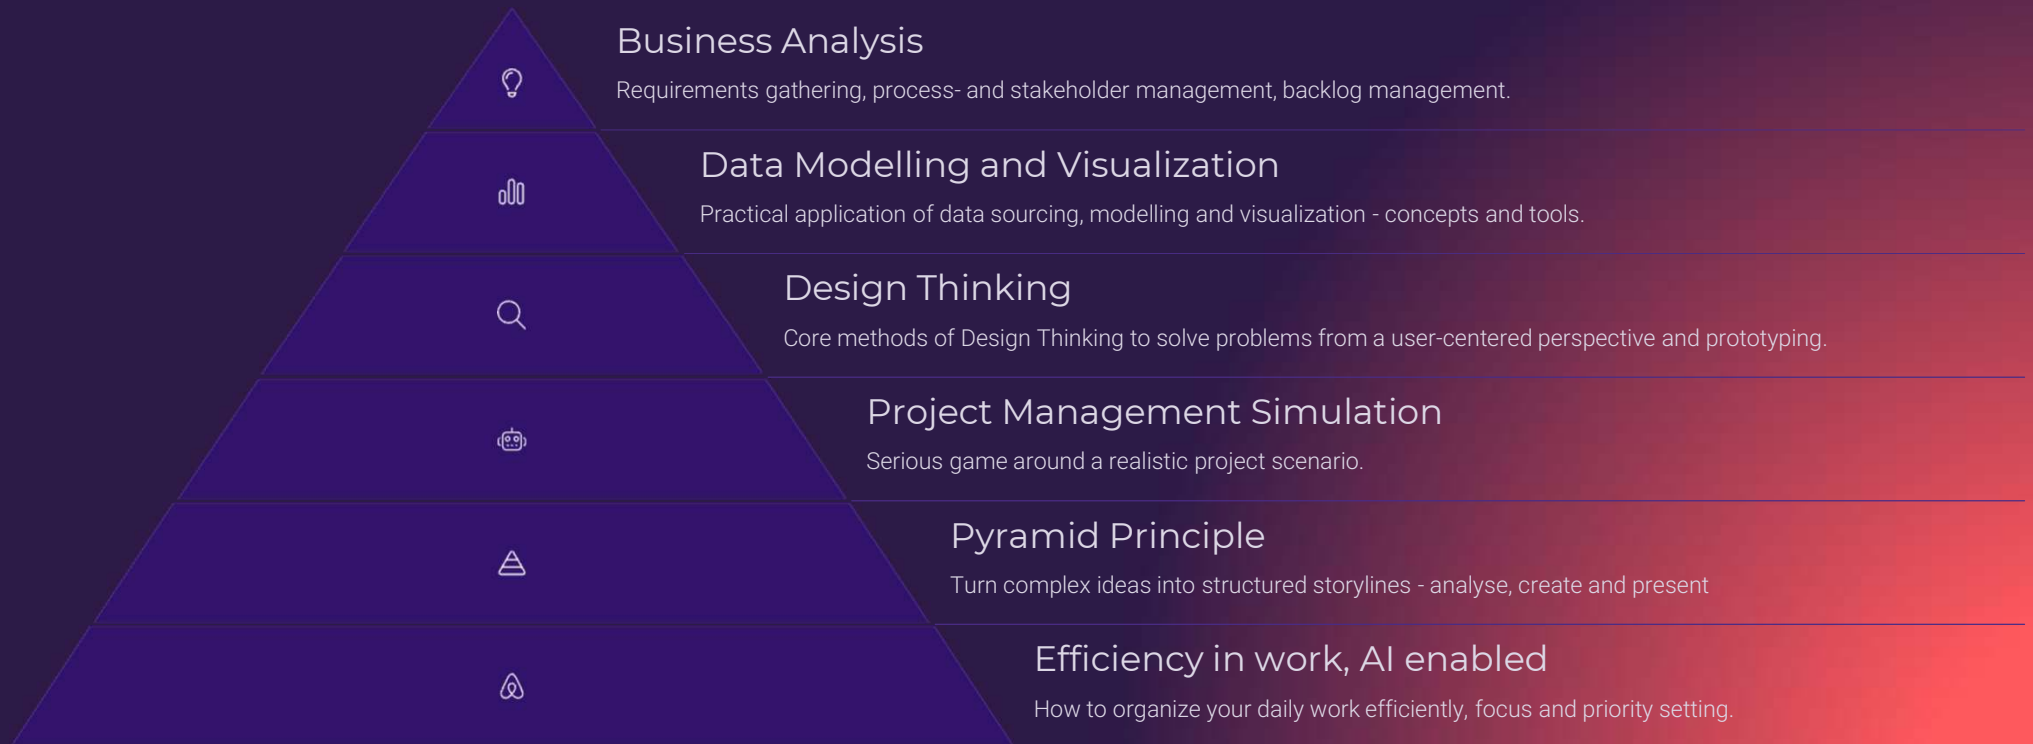 Business Analysis
Requirements gathering, process- and stakeholder management, backlog management.
Data Modelling and Visualization
Practical application of data sourcing, modelling and visualization - concepts and tools.
Design Thinking
Core methods of Design Thinking to solve problems from a user-centered perspective and prototyping.
Project Management Simulation
Serious game around a realistic project scenario.
Pyramid Principle
Turn complex ideas into structured storylines - analyse, create and present
Efficiency in work, AI enabled
How to organize your daily work efficiently, focus and priority setting.